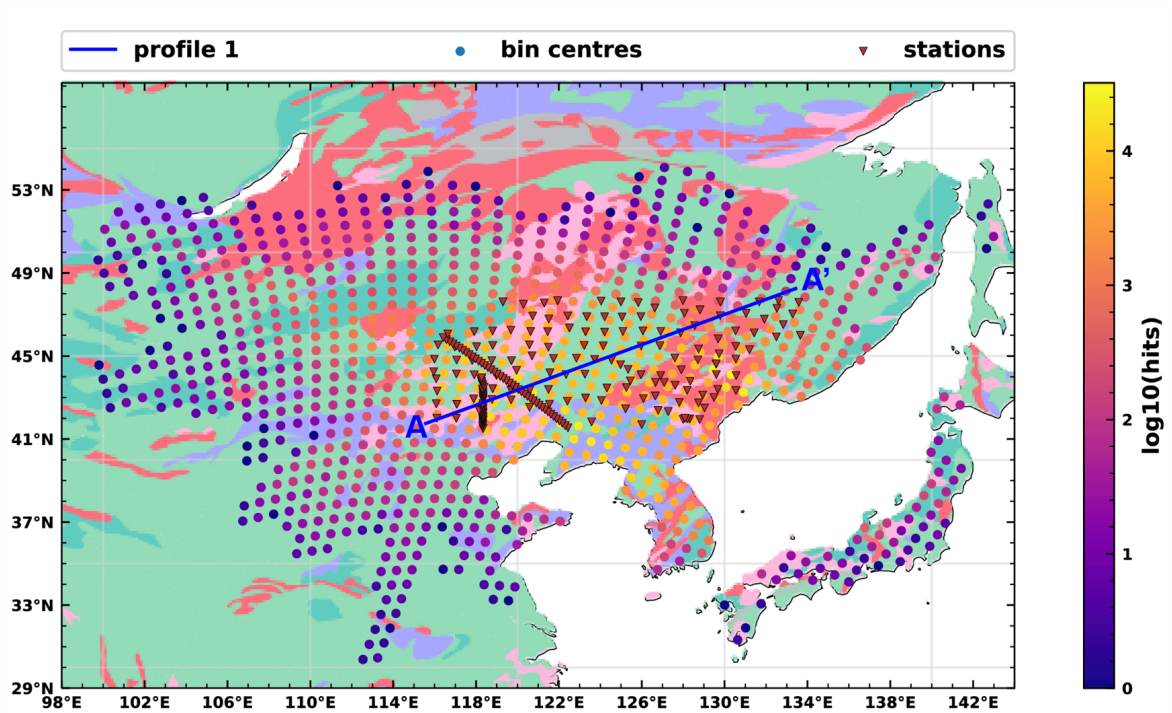 profile 1 bin centres stations
53°N
49°N
45°N
41°N
37°N
33°N
29°N
A
A’
98°E 102°E 106°E 110°E 114°E 118°E 122°E 126°E 130°E 134°E 138°E 142°E
4
3
2
1
0
log10(hits)